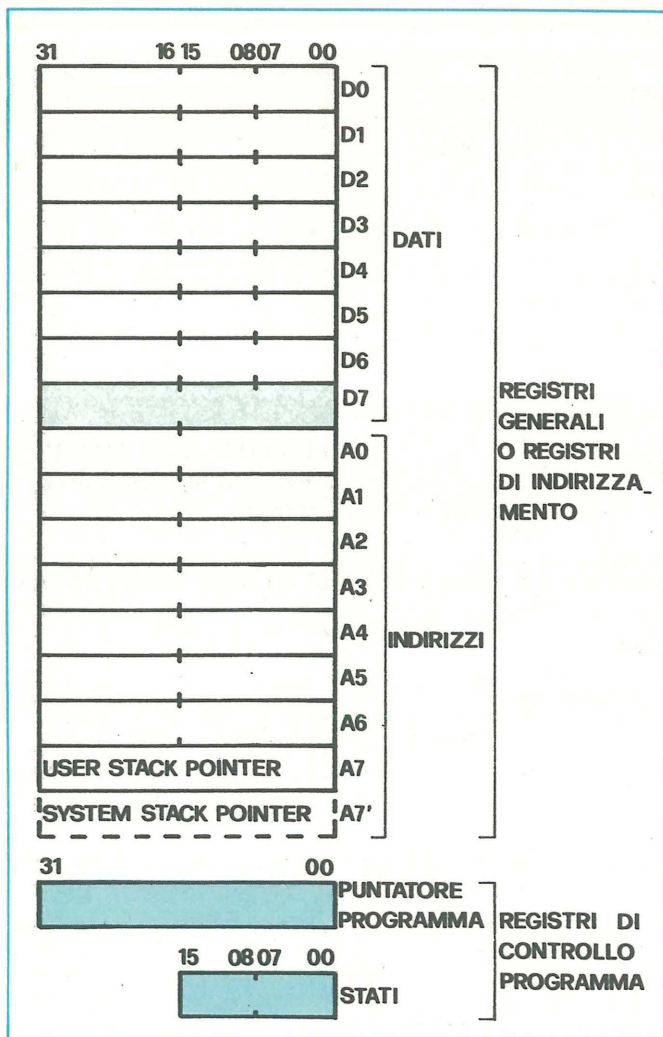 31 16 15 08 07 00
D0
D1
D2
D3
DATI
D4
D5
D6
D7
REGISTRI
GENERALI
O REGISTRI
DI INDIRIZZA_
MENTO
A0
A1
A2
A3
A4
INDIRIZZI
A5
A6
USER STACK POINTER A7
SYSTEM STACK POINTER A7'
31 00
PUNTATORE
PROGRAMMA
15 08 07 00
STATI
REGISTRI DI
CONTROLLO
PROGRAMMA